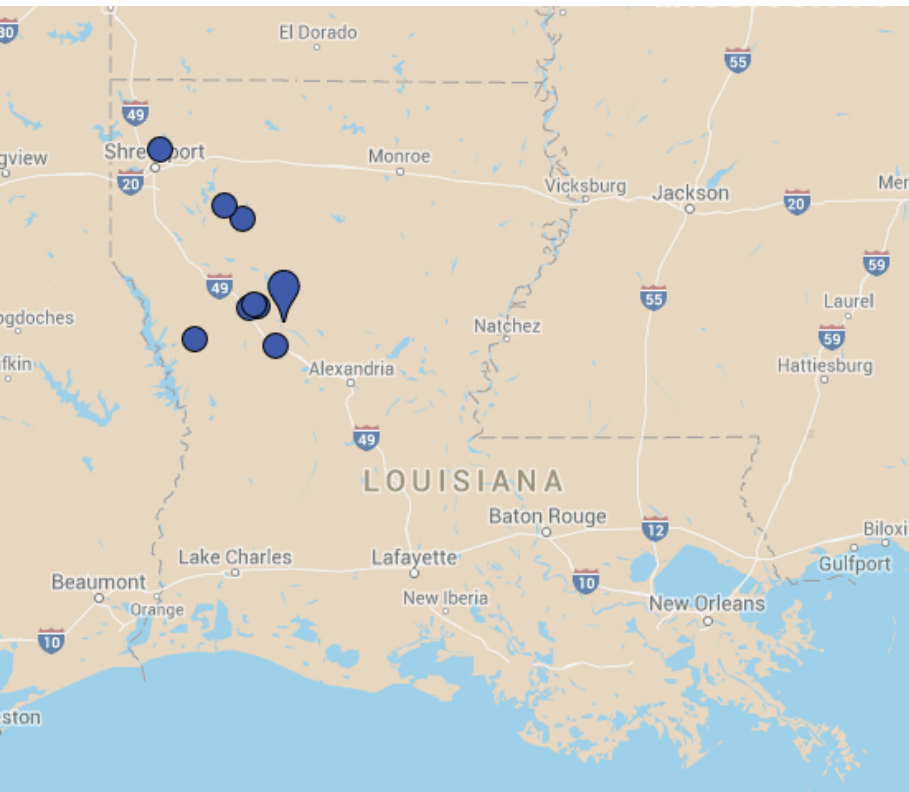 El Dorado
30
55
49
Shre port
gview
Monroe
20
Vicksburg
Jackson
Mer
20
59
49
55
Laurel
ogdoches
Natchez
59
fkin
Alexandria
Hattiesburg
49
LOUISIANA
Baton Rouge
12
Biloxi
Lake Charles
Lafayette
Gulfport
Beaumont
10
New Iberia
New Orleans
Orange
10
ston